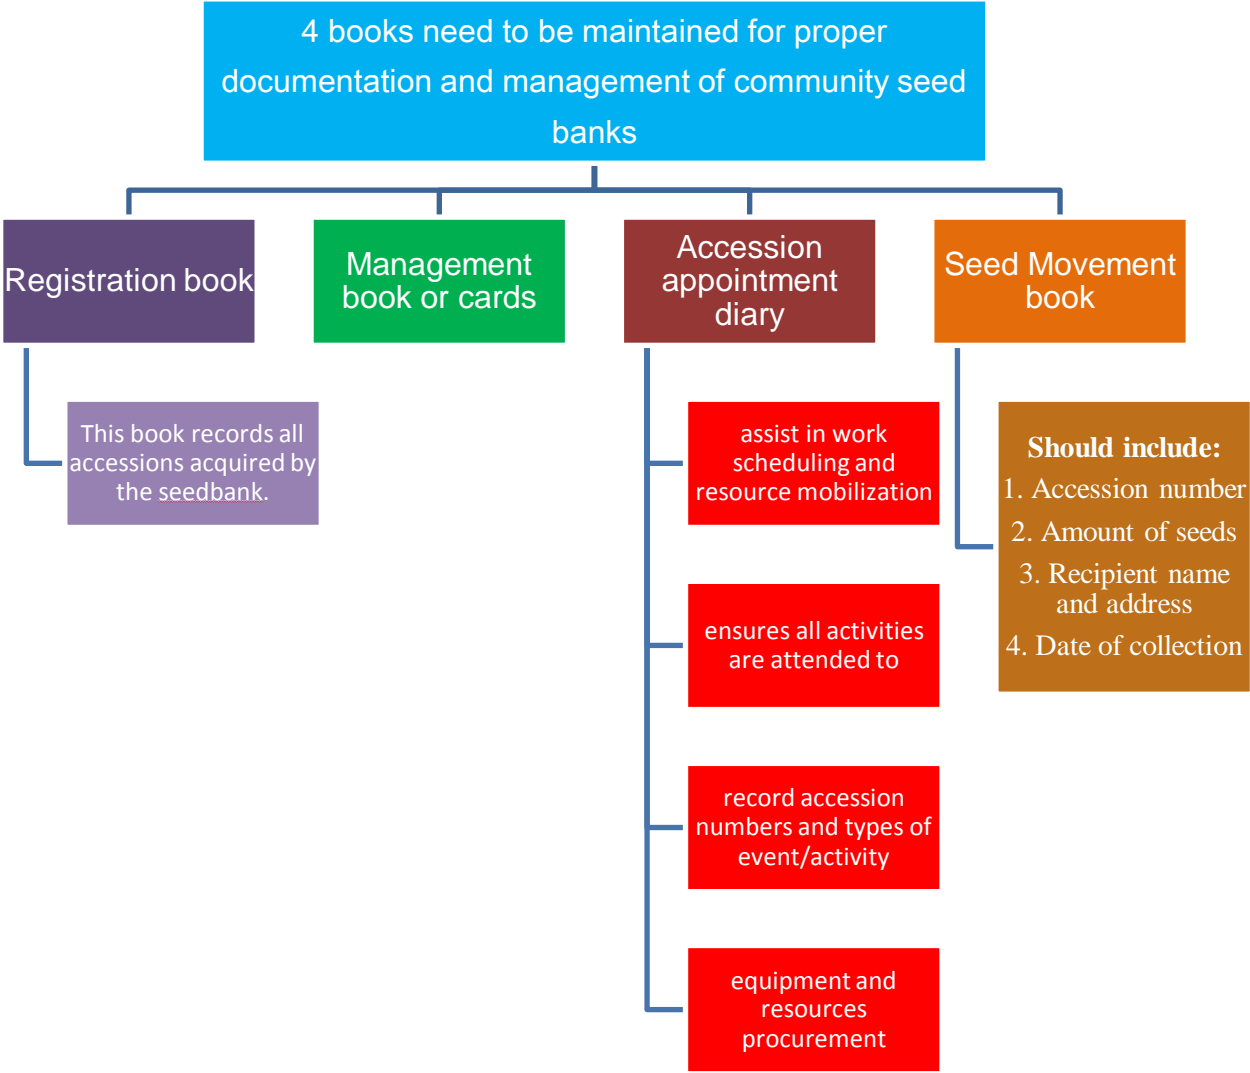 4 books need to be maintained for proper
documentation and management of community seed
banks
Registration book
Management
book or cards
Accession
appointment
diary
Seed Movement
book
This book records all
accessions acquired by
the seedbank.
assist in work
scheduling and
resource mobilization
ensures all activities
are attended to
record accession
numbers and types of
event/activity
equipment and
resources
procurement
Should include:
1. Accession number
2. Amount of seeds
3. Recipient name
and address
4. Date of collection